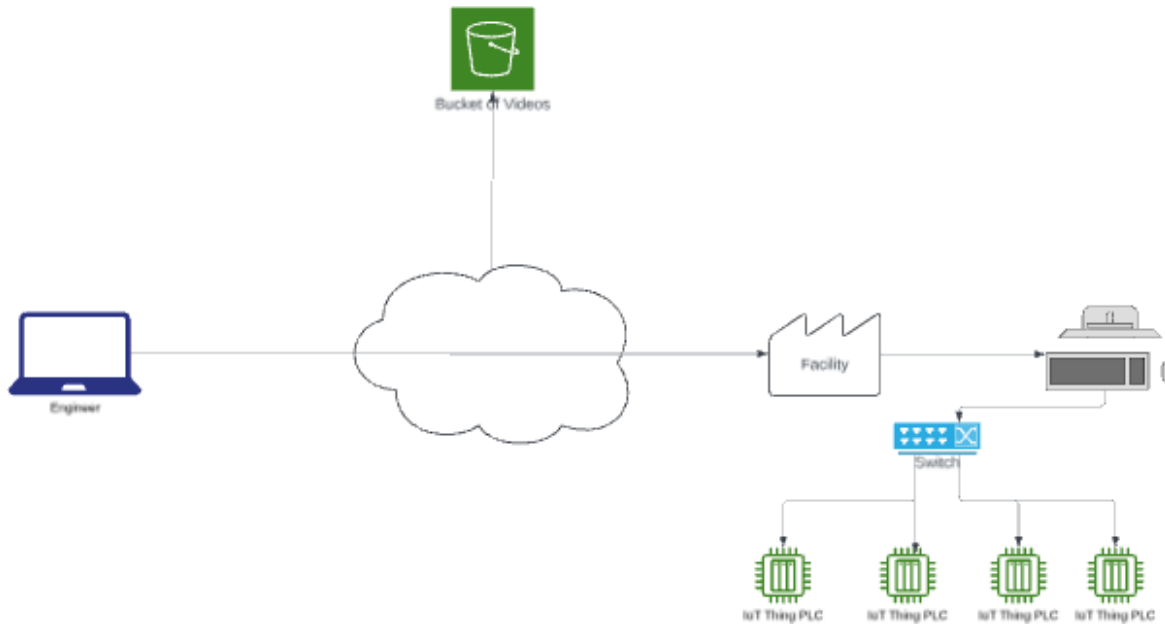 Bucket of Videos
Engineer
Facility
Switch
IoT Thing PLC
IoT Thing PLC
IoT Thing PLC
IoT Thing PLC